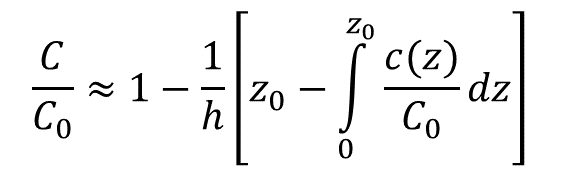 C/C₀ ≈ 1 − 1/h [z₀ − ∫₀^{z₀} c(z)/C₀ dz]